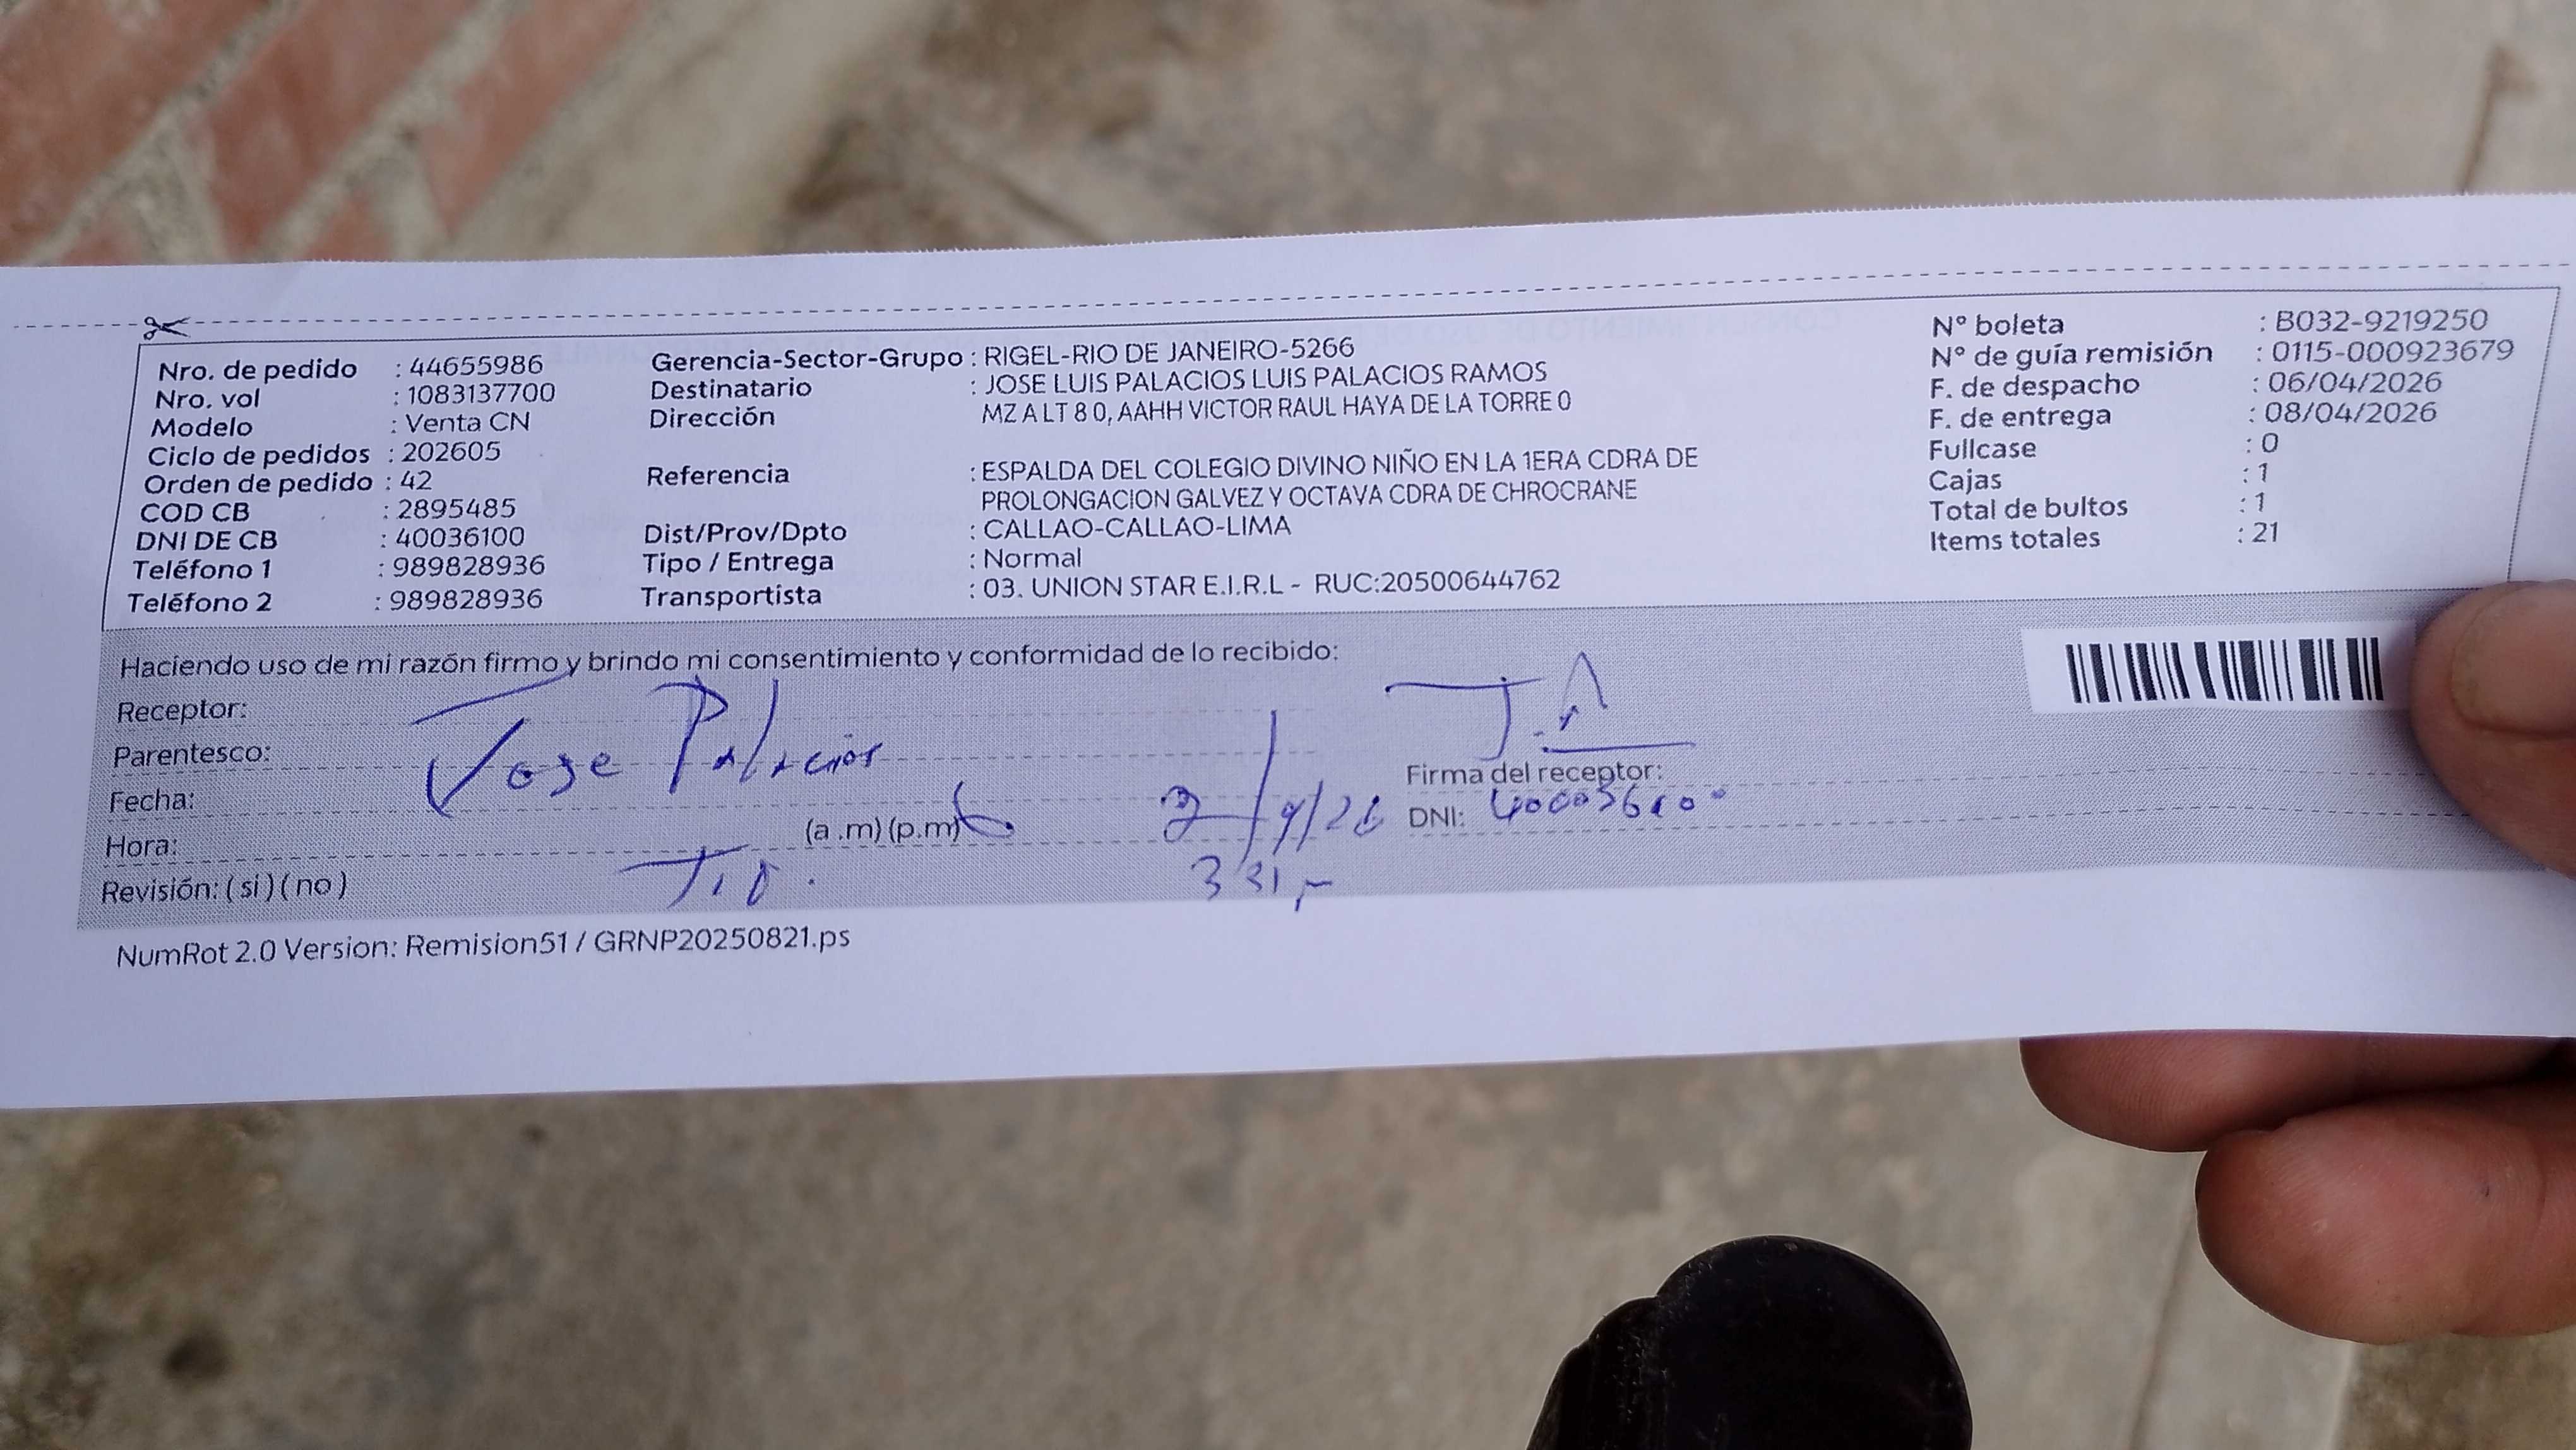 Nro. de pedido : 44655986
Nro. vol : 1083137700
Modelo : Venta CN
Ciclo de pedidos : 202605
Orden de pedido : 42
COD CB : 2895485
DNI DE CB : 40036100
Teléfono 1 : 989828936
Teléfono 2 : 989828936
Gerencia-Sector-Grupo : RIGEL-RIO DE JANEIRO-5266
Destinatario : JOSE LUIS PALACIOS LUIS PALACIOS RAMOS
Dirección MZ A LT 8 0, AAHH VICTOR RAUL HAYA DE LA TORRE 0
Referencia : ESPALDA DEL COLEGIO DIVINO NIÑO EN LA 1ERA CDRA DE
PROLONGACION GALVEZ Y OCTAVA CDRA DE CHROCRANE
Dist/Prov/Dpto : CALLAO-CALLAO-LIMA
Tipo / Entrega : Normal
Transportista : 03. UNION STAR E.I.R.L - RUC:20500644762
N° boleta : B032-9219250
N° de guía remisión : 0115-000923679
F. de despacho : 06/04/2026
F. de entrega : 08/04/2026
Fullcase : 0
Cajas : 1
Total de bultos : 1
Items totales : 21
Haciendo uso de mi razón firmo y brindo mi consentimiento y conformidad de lo recibido:
Receptor:
Parentesco: Jose Palacios
Fecha:
Hora: (a .m) (p.m)
Revisión: ( si ) ( no )
Firma del receptor:
DNI:
NumRot 2.0 Version: Remision51 / GRNP20250821.ps